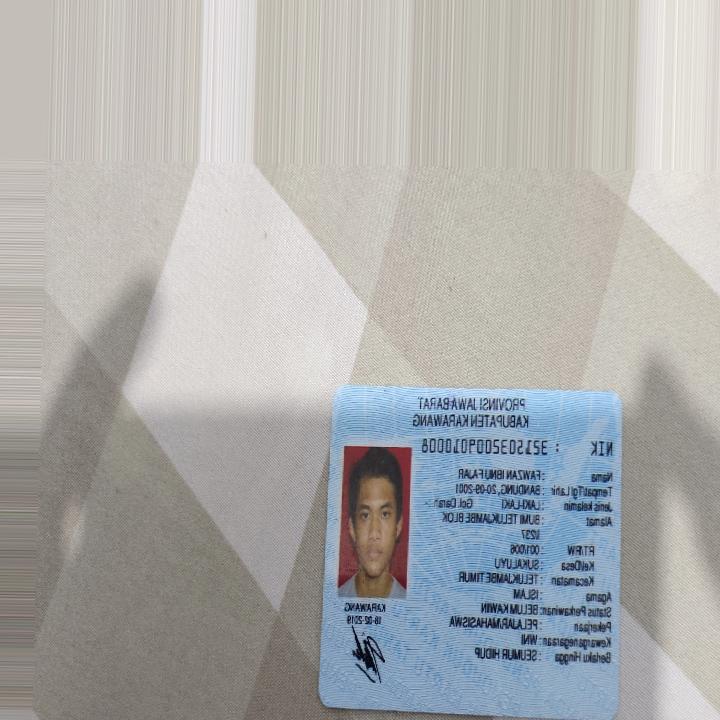 PROVINSI JAWA BARAT
KABUPATEN KARAWANG
NIK : 3215032009010008
Nama : FAWZAN IBNU FAJAR
Tempat/Tgl Lahir : BANDUNG, 20-09-2001
Jenis kelamin : LAKI-LAKI Gol. Darah : -
Alamat : BUMI TELUKJAMBE BLOK
RT/RW : 001/006
Kel/Desa : SUKALUYU
Kecamatan : TELUKJAMBE TIMUR
Agama : ISLAM
Status Perkawinan: BELUM KAWIN
Pekerjaan : PELAJAR/MAHASISWA
Kewarganegaraan: WNI
Berlaku Hingga : SEUMUR HIDUP
KARAWANG
18-02-2019